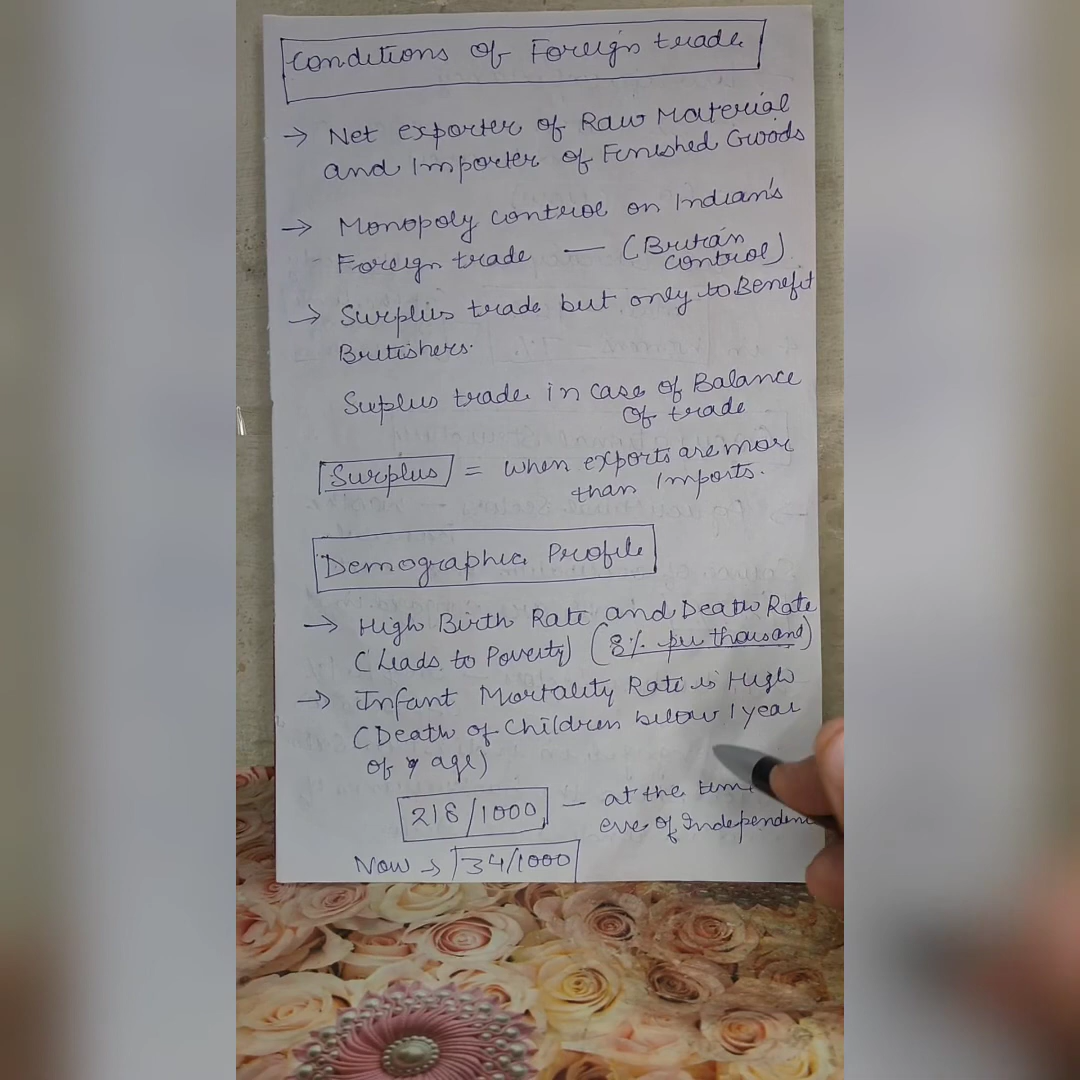 Conditions of Foreign trade
→ Net exporter of Raw Material
and Importer of Finished Goods
→ Monopoly control on Indian's
Foreign trade — (Britain control)
→ Surplus trade but only to Benefit
Britishers.
Suplus trade in case of Balance
of trade
Surplus = when exports are more
than Imports.
Demographic Profile
→ High Birth Rate and Death Rate
(Leads to Poverty) (8% per thousand)
→ Infant Mortality Rate is High
(Death of Children below 1 year
of age)
218/1000 — at the
eve of Independen
Now → 34/1000